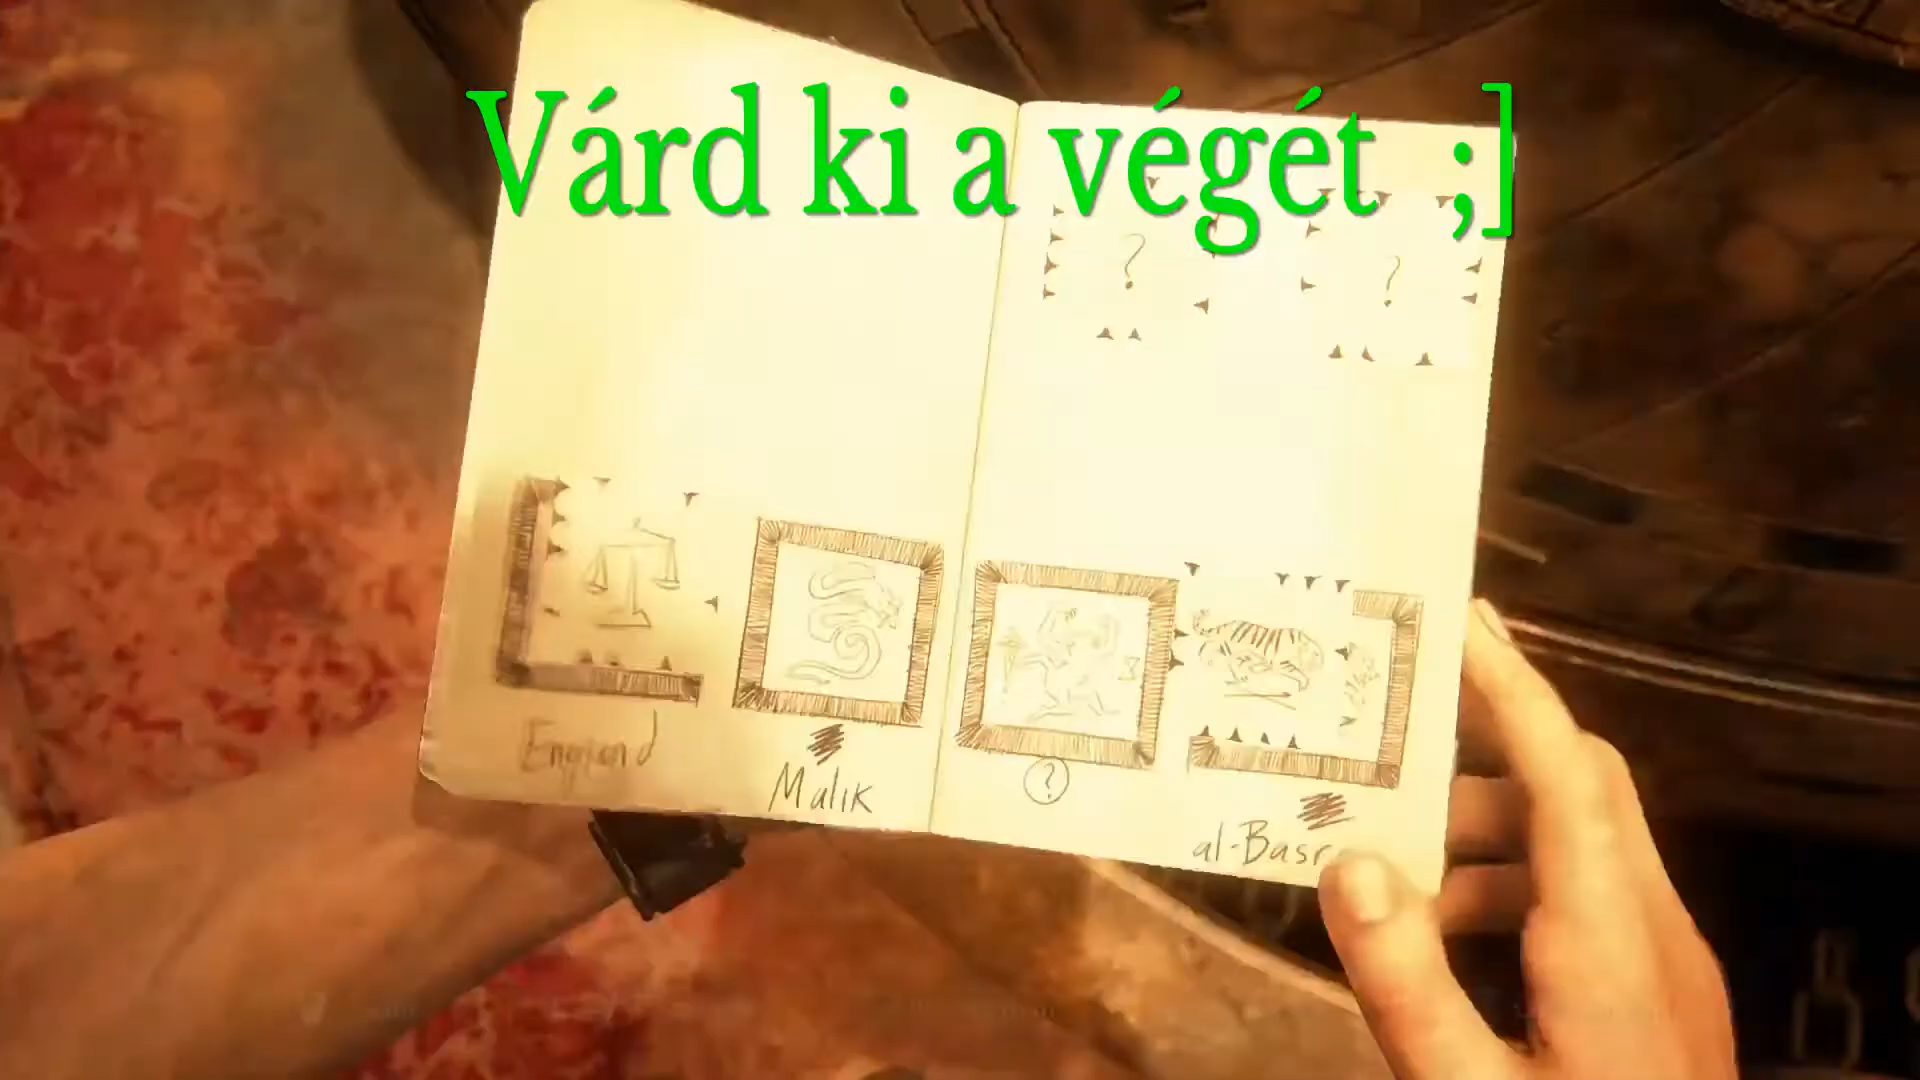 Várd ki a végét ;]
?
?
England
Malik
?
al-Basr